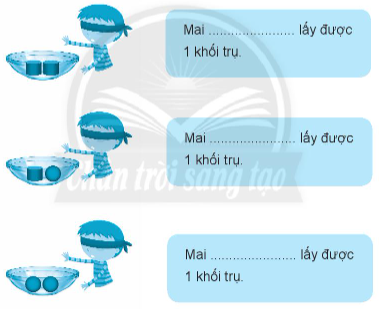 Mai ........................ lấy được
1 khối trụ.
Mai ........................ lấy được
1 khối trụ.
Chân trời sáng tạo
Mai ........................ lấy được
1 khối trụ.